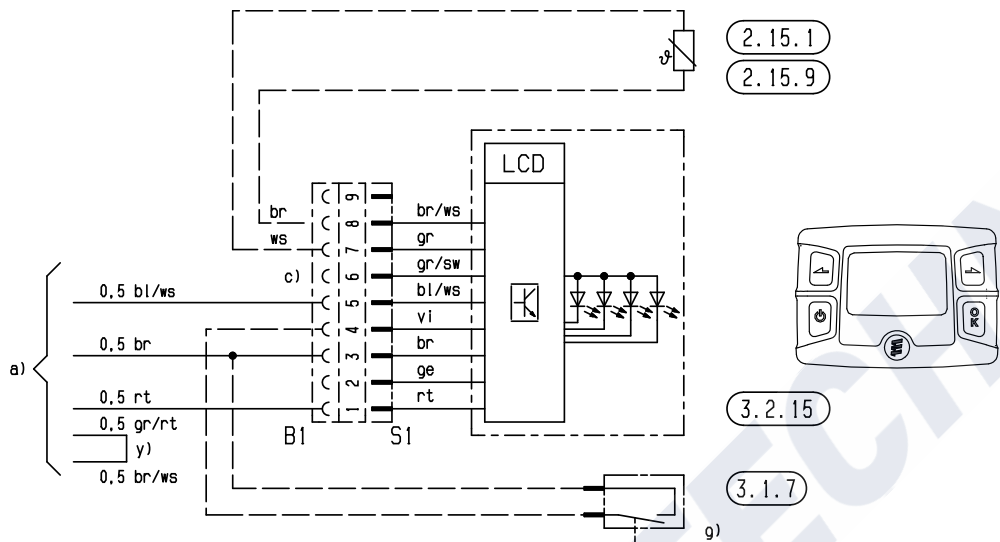 2.15.1
ϑ
2.15.9
LCD
br
ws
c)
9
8
7
6
5
4
3
2
1
br/ws
gr
gr/sw
bl/ws
vi
br
ge
rt
B1
S1
a)
0,5 bl/ws
0,5 br
0,5 rt
0,5 gr/rt
y)
0,5 br/ws
OK
3.2.15
3.1.7
g)
TECH